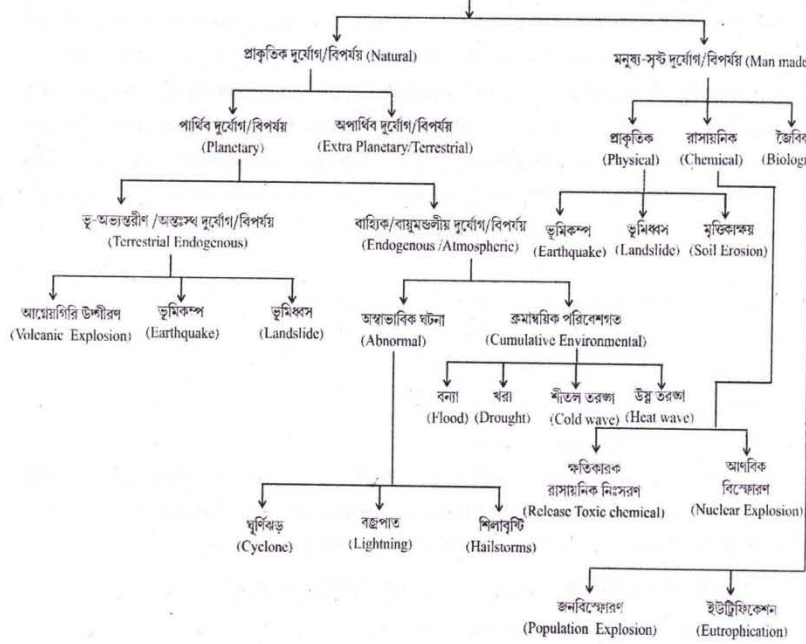 প্রাকৃতিক দুর্যোগ/বিপর্যয় (Natural)
মনুষ্য-সৃষ্ট দুর্যোগ/বিপর্যয় (Man made
পার্থিব দুর্যোগ/বিপর্যয়
(Planetary)
অপার্থিব দুর্যোগ/বিপর্যয়
(Extra Planetary/Terrestrial)
প্রাকৃতিক
(Physical)
রাসায়নিক
(Chemical)
জৈবিক
(Biolog
ভূ-অভ্যন্তরীণ /অন্তঃস্থ দুর্যোগ/বিপর্যয়
(Terrestrial Endogenous)
বাহ্যিক/বায়ুমন্ডলীয় দুর্যোগ/বিপর্যয়
(Endogenous /Atmospheric)
ভূমিকম্প
(Earthquake)
ভূমিধ্বস
(Landslide)
মৃত্তিকাক্ষয়
(Soil Erosion)
আগ্নেয়গিরি উদ্গীরণ
(Volcanic Explosion)
ভূমিকম্প
(Earthquake)
ভূমিধ্বস
(Landslide)
অস্বাভাবিক ঘটনা
(Abnormal)
ক্রমান্বয়িক পরিবেশগত
(Cumulative Environmental)
বন্যা
(Flood)
খরা
(Drought)
শীতল তরঙ্গ
(Cold wave)
উষ্ণ তরঙ্গ
(Heat wave)
ক্ষতিকারক
রাসায়নিক নিঃসরণ
(Release Toxic chemical)
আণবিক
বিস্ফোরণ
(Nuclear Explosion)
ঘূর্ণিঝড়
(Cyclone)
বজ্রপাত
(Lightning)
শিলাবৃষ্টি
(Hailstorms)
জনবিস্ফোরণ
(Population Explosion)
ইউট্রিফিকেশন
(Eutrophication)